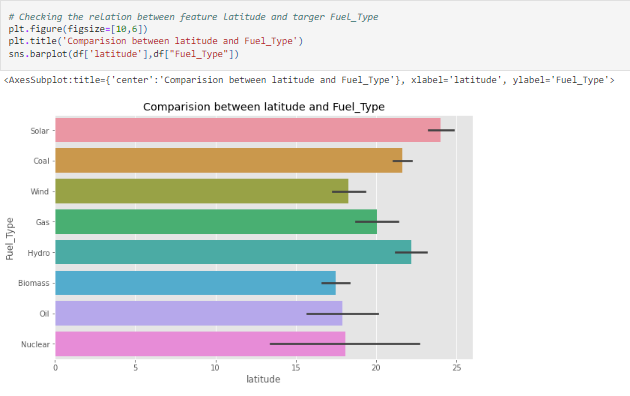 # Checking the relation between feature Latitude and targer Fuel_Type
plt.figure(figsize=[10,6])
plt.title('Comparision between latitude and Fuel_Type')
sns.barplot(df['latitude'],df["Fuel_Type"])
<AxesSubplot:title={'center':'Comparision between latitude and Fuel_Type'}, xlabel='latitude', ylabel='Fuel_Type'>
Comparision between latitude and Fuel_Type
Fuel_Type
Solar
Coal
Wind
Gas
Hydro
Biomass
Oil
Nuclear
0 5 10 15 20 25
latitude